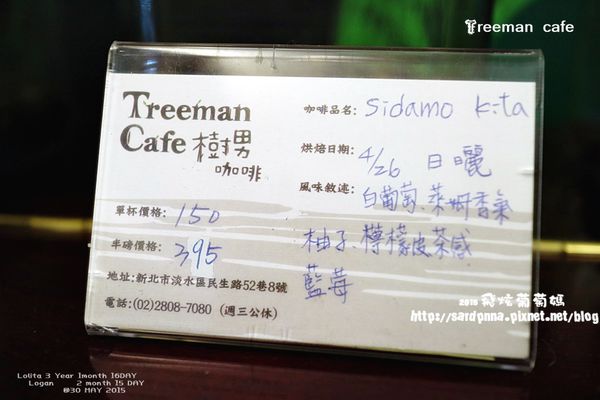 Treeman cafe
Treeman
Cafe 樹男
咖啡
咖啡品名: Sidamo Kita
烘焙日期: 4/26 日曬
風味敘述: 白葡萄、萊姆香氣
柚子、檸檬皮茶感
藍莓
單杯價格: 150
半磅價格: 395
地址:新北市淡水區民生路52巷8號
電話:(02)2808-7080 (週三公休)
2015 飛炫葡萄媽
http://sardpnna.pixnet.net/blog
Lolita 3 Year 1month 16DAY
Logan 2 month 15 DAY
@30 MAY 2015